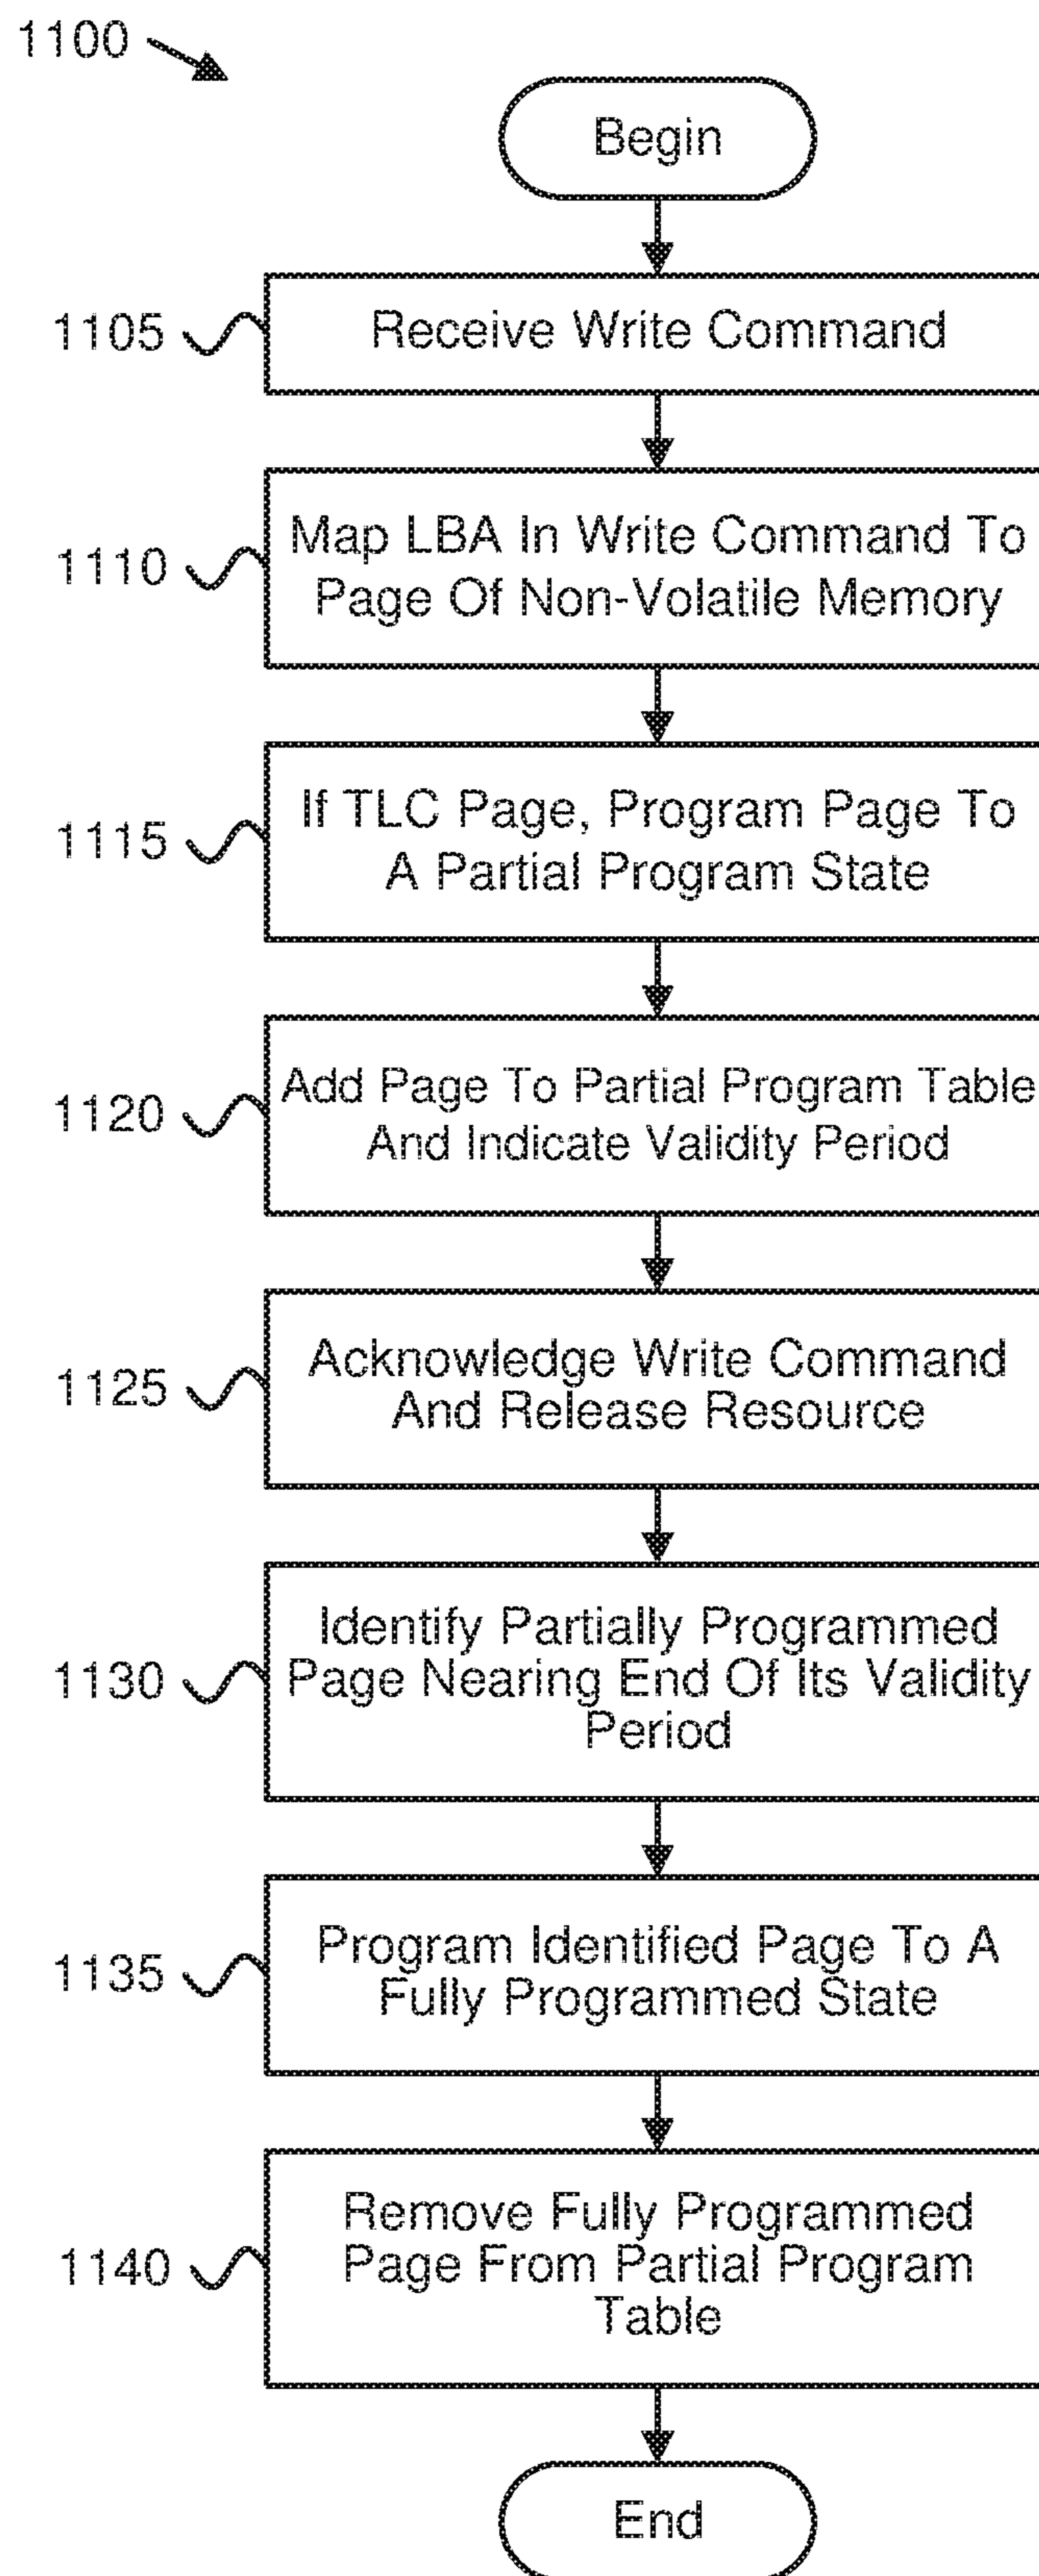 1100
Begin
1105
Receive Write Command
1110
Map LBA In Write Command To
Page Of Non-Volatile Memory
1115
If TLC Page, Program Page To
A Partial Program State
1120
Add Page To Partial Program Table
And Indicate Validity Period
1125
Acknowledge Write Command
And Release Resource
1130
Identify Partially Programmed
Page Nearing End Of Its Validity
Period
1135
Program Identified Page To A
Fully Programmed State
1140
Remove Fully Programmed
Page From Partial Program
Table
End